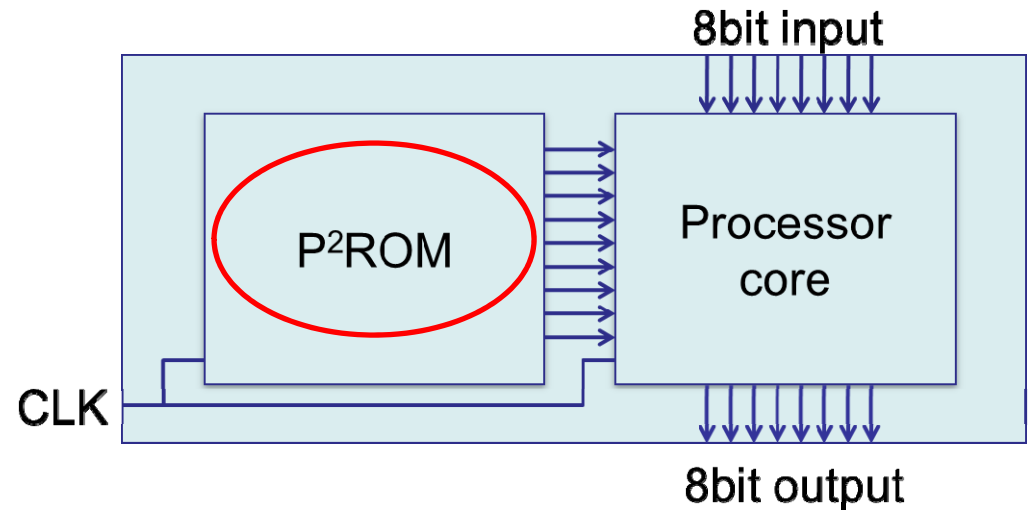 8bit input
P²ROM
Processor
core
CLK
8bit output